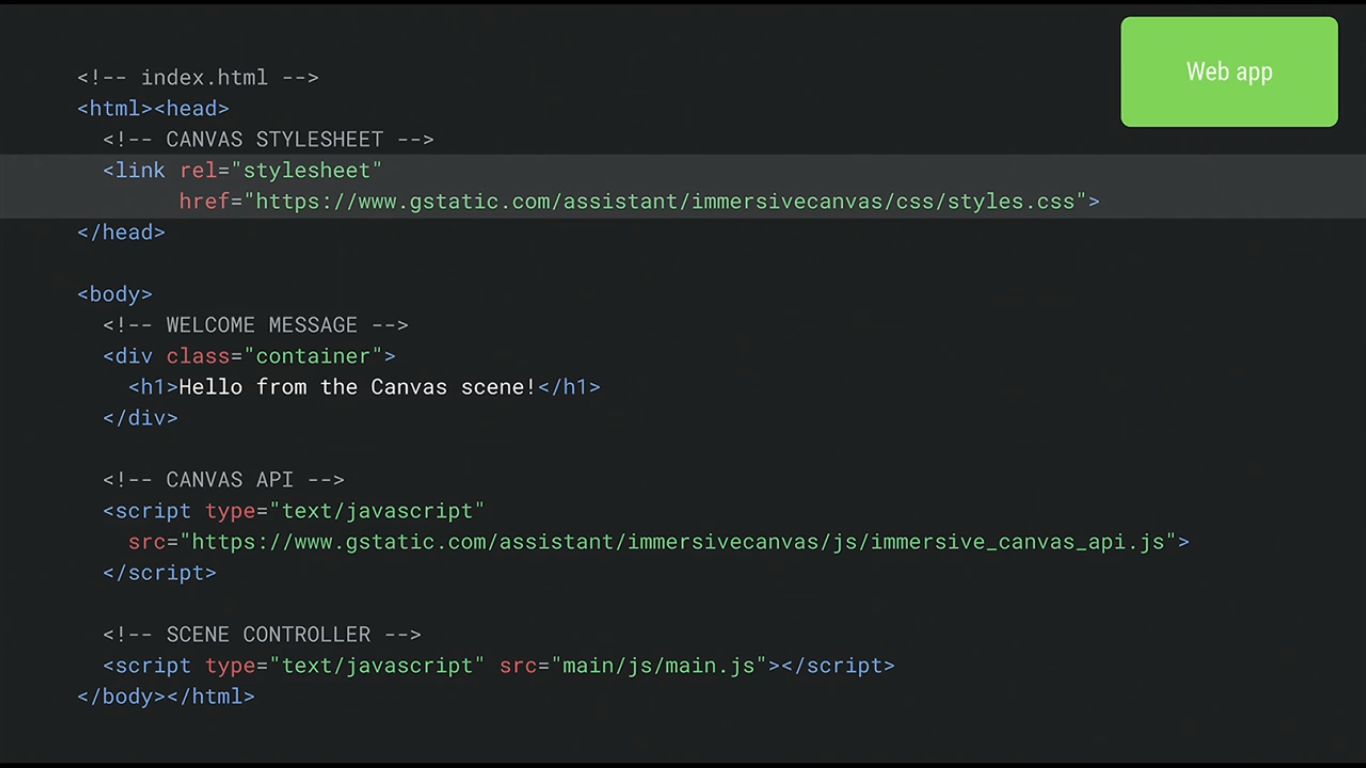 Web app
<!-- index.html -->
<html><head>
  <!-- CANVAS STYLESHEET -->
  <link rel="stylesheet"
        href="https://www.gstatic.com/assistant/immersivecanvas/css/styles.css">
</head>

<body>
  <!-- WELCOME MESSAGE -->
  <div class="container">
    <h1>Hello from the Canvas scene!</h1>
  </div>

  <!-- CANVAS API -->
  <script type="text/javascript"
    src="https://www.gstatic.com/assistant/immersivecanvas/js/immersive_canvas_api.js">
  </script>

  <!-- SCENE CONTROLLER -->
  <script type="text/javascript" src="main/js/main.js"></script>
</body></html>